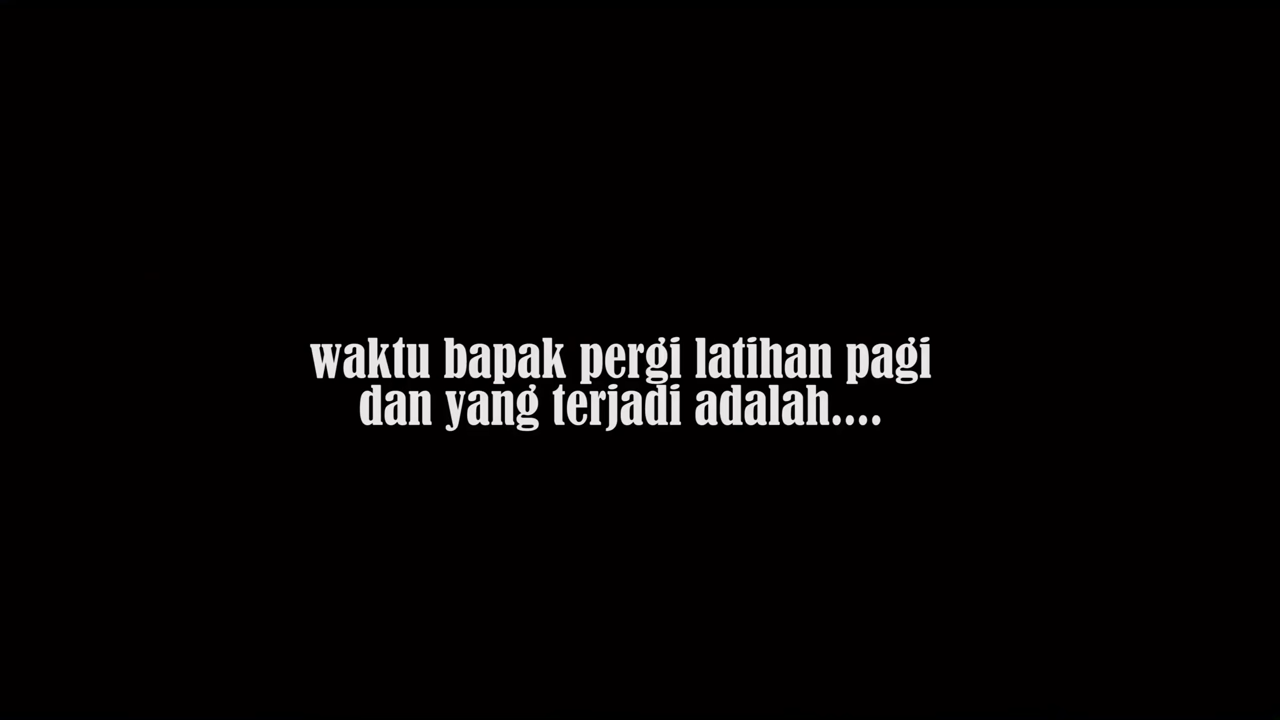 waktu bapak pergi latihan pagi
dan yang terjadi adalah....